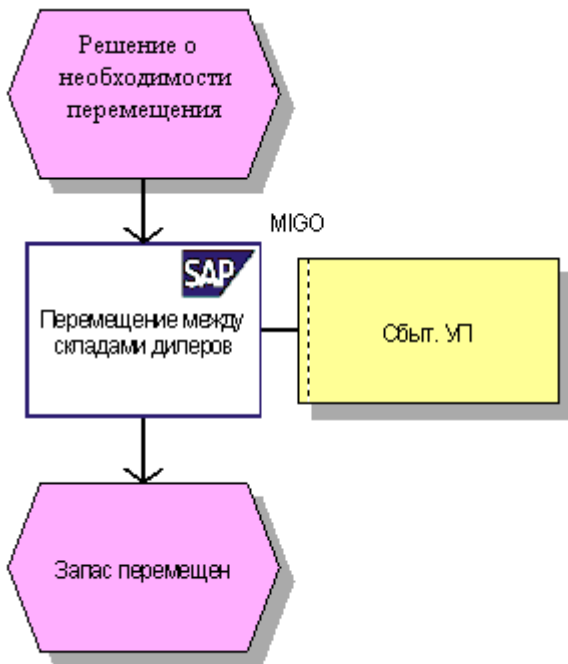 Решение о
необходимости
перемещения
MIGO
SAP
Перемещение между
складами дилеров
Сбыт. УП
Запас перемещен